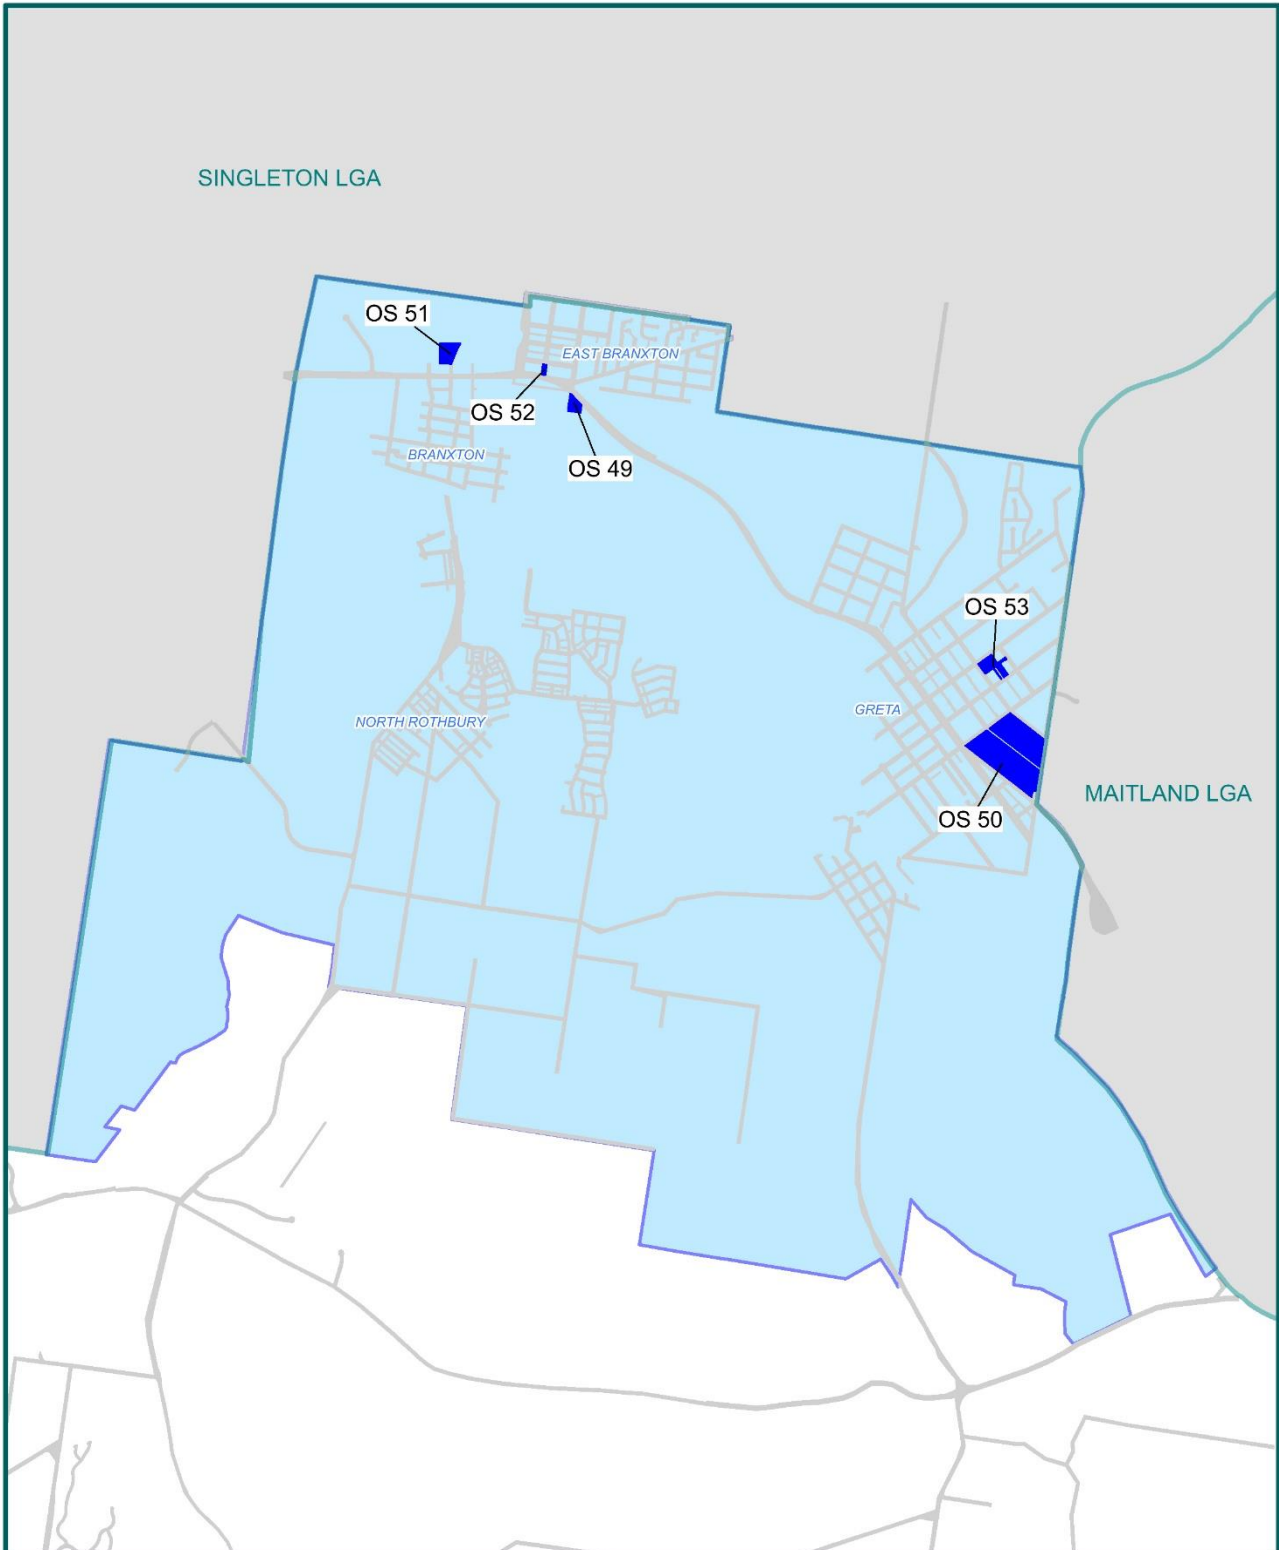 SINGLETON LGA
OS 51
EAST BRANXTON
OS 52
BRANXTON
OS 49
OS 53
GRETA
NORTH ROTHBURY
MAITLAND LGA
OS 50